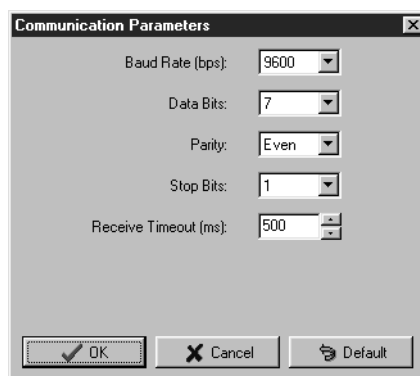 Communication Parameters
Baud Rate (bps): 9600
Data Bits: 7
Parity: Even
Stop Bits: 1
Receive Timeout (ms): 500
OK Cancel Default